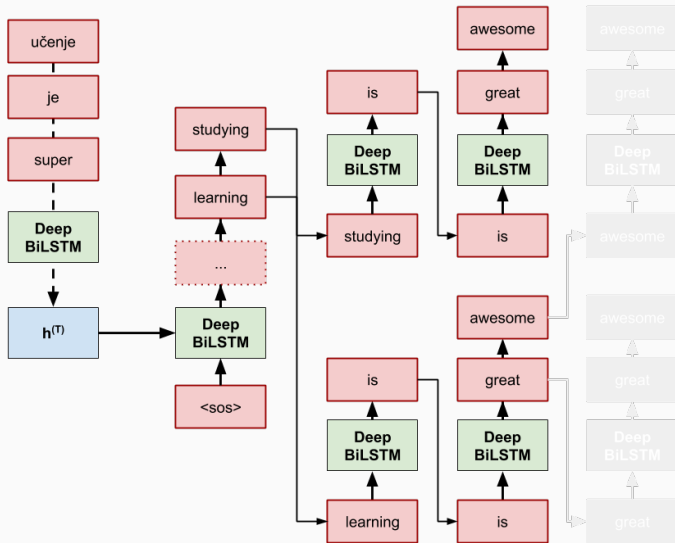 učenje
je
super
Deep
BiLSTM
h(T)
studying
learning
...
Deep
BiLSTM
<sos>
is
Deep
BiLSTM
studying
awesome
great
Deep
BiLSTM
is
awesome
great
Deep
BiLSTM
awesome
is
Deep
BiLSTM
learning
awesome
great
Deep
BiLSTM
is
awesome
great
Deep
BiLSTM
great